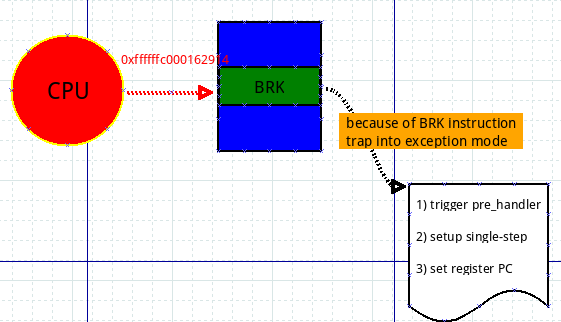 0xffffffc000162914
CPU
BRK
because of BRK instruction
trap into exception mode
1) trigger pre_handler
2) setup single-step
3) set register PC